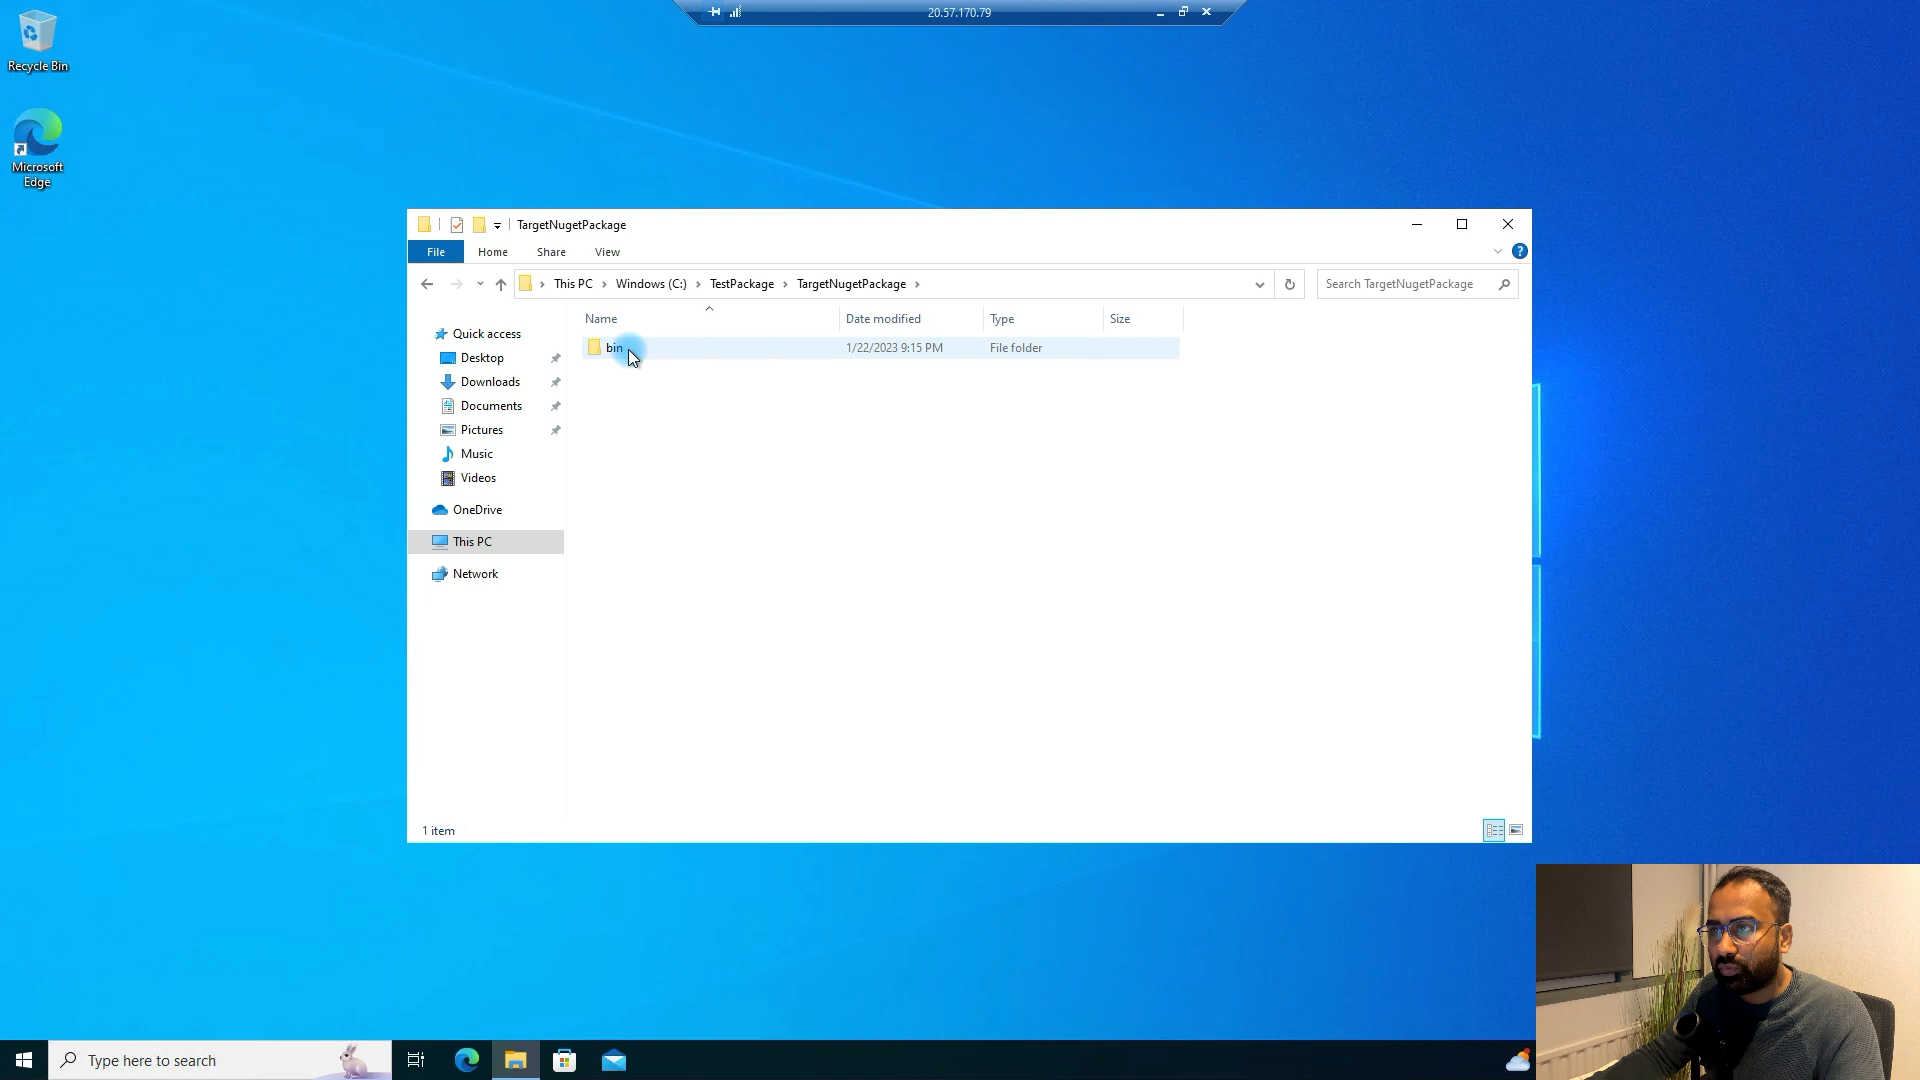 20.57.170.79
Recycle Bin
Microsoft
Edge
TargetNugetPackage
File Home Share View
This PC Windows (C:) TestPackage TargetNugetPackage
Search TargetNugetPackage
Name Date modified Type Size
bin 1/22/2023 9:15 PM File folder
Quick access
Desktop
Downloads
Documents
Pictures
Music
Videos
OneDrive
This PC
Network
1 item
Type here to search